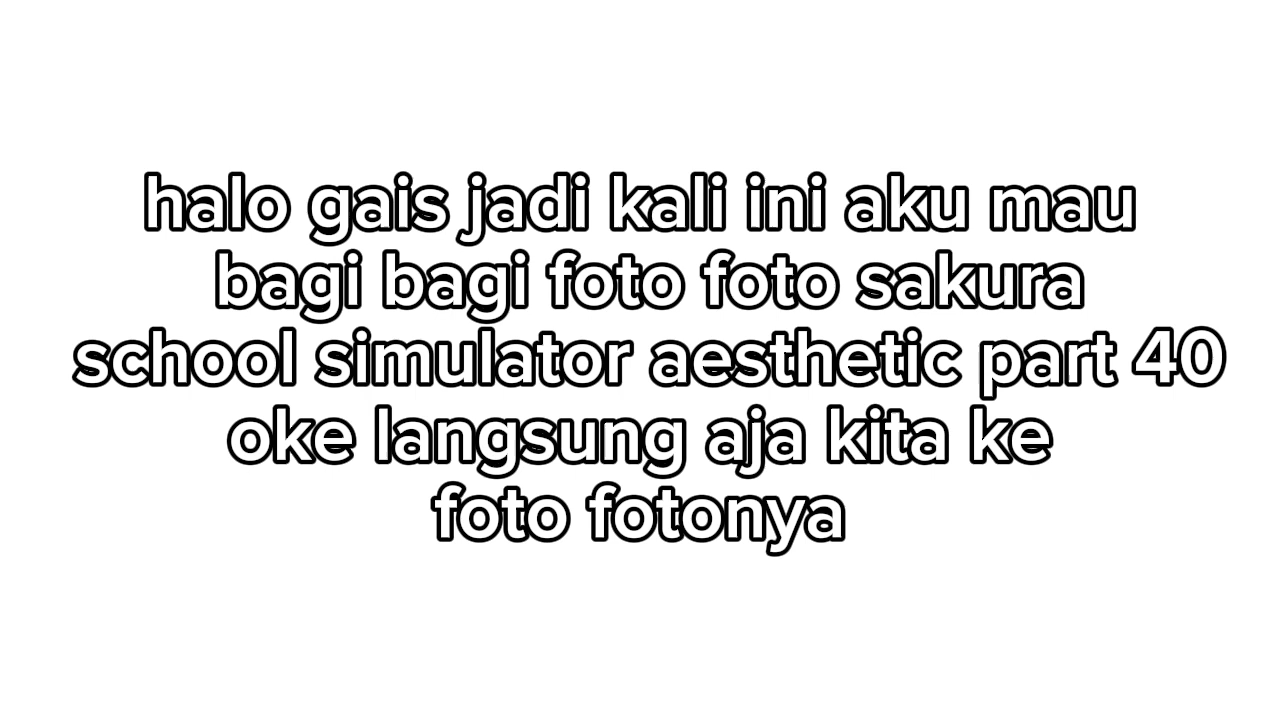 halo gais jadi kali ini aku mau
bagi bagi foto foto sakura
school simulator aesthetic part 40
oke langsung aja kita ke
foto fotonya